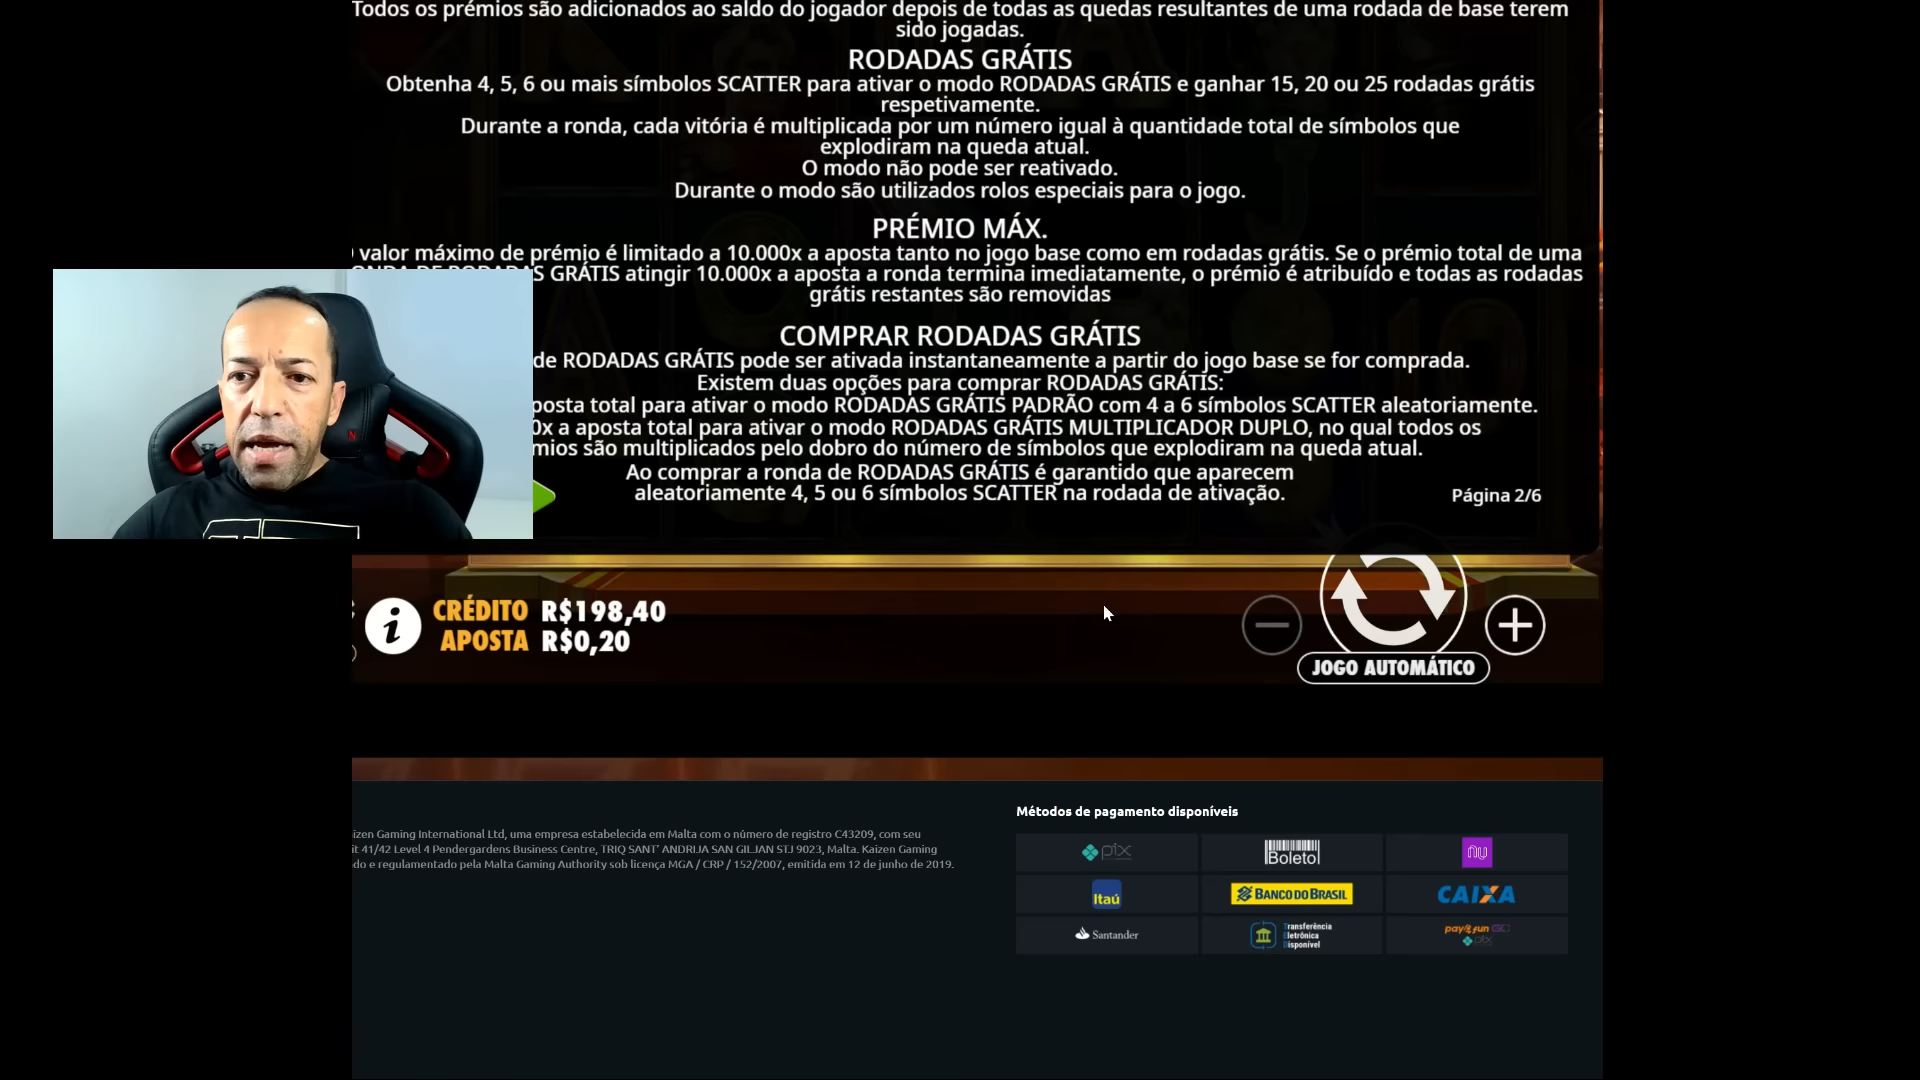 Todos os prémios são adicionados ao saldo do jogador depois de todas as quedas resultantes de uma rodada de base terem
sido jogadas.
RODADAS GRÁTIS
Obtenha 4, 5, 6 ou mais símbolos SCATTER para ativar o modo RODADAS GRÁTIS e ganhar 15, 20 ou 25 rodadas grátis
respetivamente.
Durante a ronda, cada vitória é multiplicada por um número igual à quantidade total de símbolos que
explodiram na queda atual.
O modo não pode ser reativado.
Durante o modo são utilizados rolos especiais para o jogo.
PRÉMIO MÁX.
valor máximo de prémio é limitado a 10.000x a aposta tanto no jogo base como em rodadas grátis. Se o prémio total de uma
GRÁTIS atingir 10.000x a aposta a ronda termina imediatamente, o prémio é atribuído e todas as rodadas
grátis restantes são removidas
COMPRAR RODADAS GRÁTIS
de RODADAS GRÁTIS pode ser ativada instantaneamente a partir do jogo base se for comprada.
Existem duas opções para comprar RODADAS GRÁTIS:
posta total para ativar o modo RODADAS GRÁTIS PADRÃO com 4 a 6 símbolos SCATTER aleatoriamente.
0x a aposta total para ativar o modo RODADAS GRÁTIS MULTIPLICADOR DUPLO, no qual todos os
mios são multiplicados pelo dobro do número de símbolos que explodiram na queda atual.
Ao comprar a ronda de RODADAS GRÁTIS é garantido que aparecem
aleatoriamente 4, 5 ou 6 símbolos SCATTER na rodada de ativação.
Página 2/6
CRÉDITO R$198,40
APOSTA R$0,20
JOGO AUTOMÁTICO
Métodos de pagamento disponíveis
izen Gaming International Ltd, uma empresa estabelecida em Malta com o número de registro C43209, com seu
it 41/42 Level 4 Pendergardens Business Centre, TRIQ SANT' ANDRIJA SAN GILJAN STJ 9023, Malta. Kaizen Gaming
do e regulamentado pela Malta Gaming Authority sob licença MGA / CRP / 152/2007, emitida em 12 de junho de 2019.
pix
Boleto
nu
Itaú
BANCO DO BRASIL
CAIXA
Santander
Transferência
Eletrônica
Disponível
pay4fun
pix